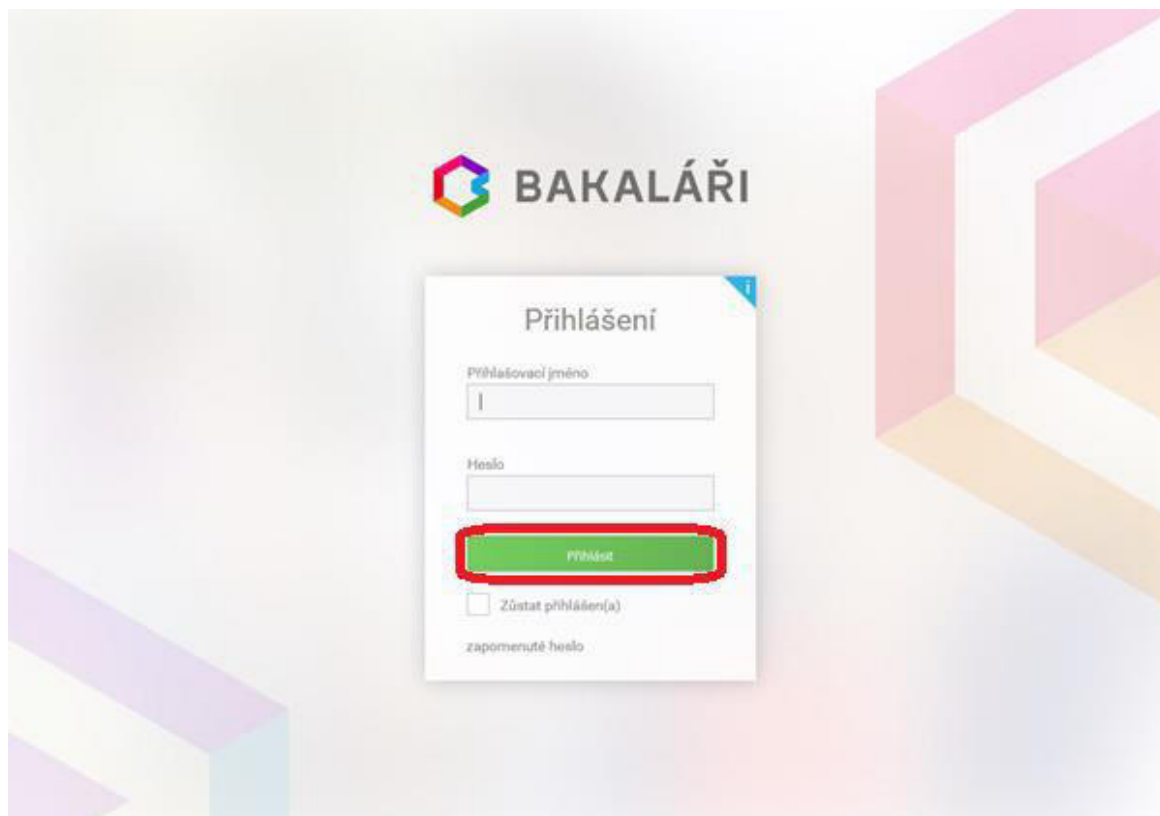 BAKALÁŘI
i
Přihlášení
Přihlašovací jméno
Heslo
Přihlásit
Zůstat přihlášen(a)
zapomenuté heslo